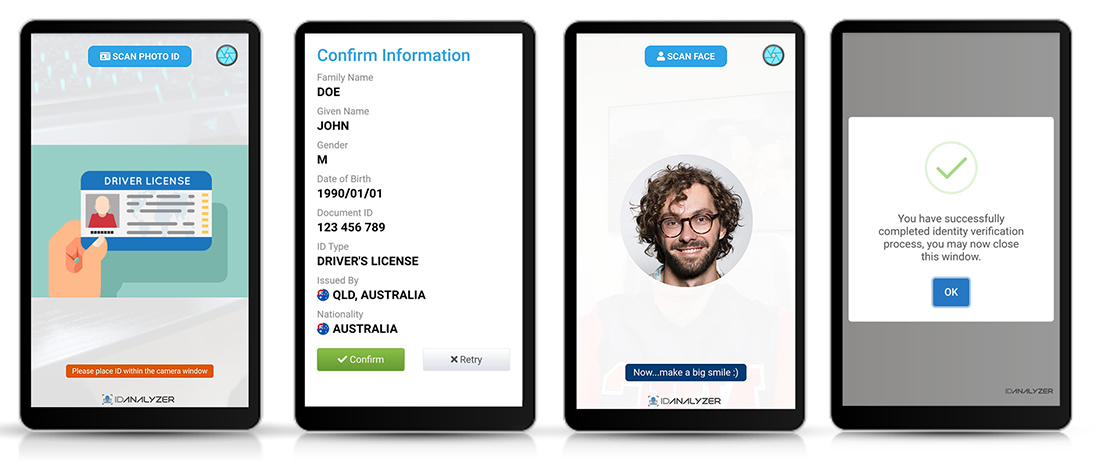 SCAN PHOTO ID
DRIVER LICENSE
Please place ID within the camera window
IDANALYZER
Confirm Information
Family Name
DOE
Given Name
JOHN
Gender
M
Date of Birth
1990/01/01
Document ID
123 456 789
ID Type
DRIVER'S LICENSE
Issued By
QLD, AUSTRALIA
Nationality
AUSTRALIA
Confirm
Retry
SCAN FACE
Now...make a big smile :)
IDANALYZER
You have successfully
completed identity verification
process, you may now close
this window.
OK
IDANALYZER